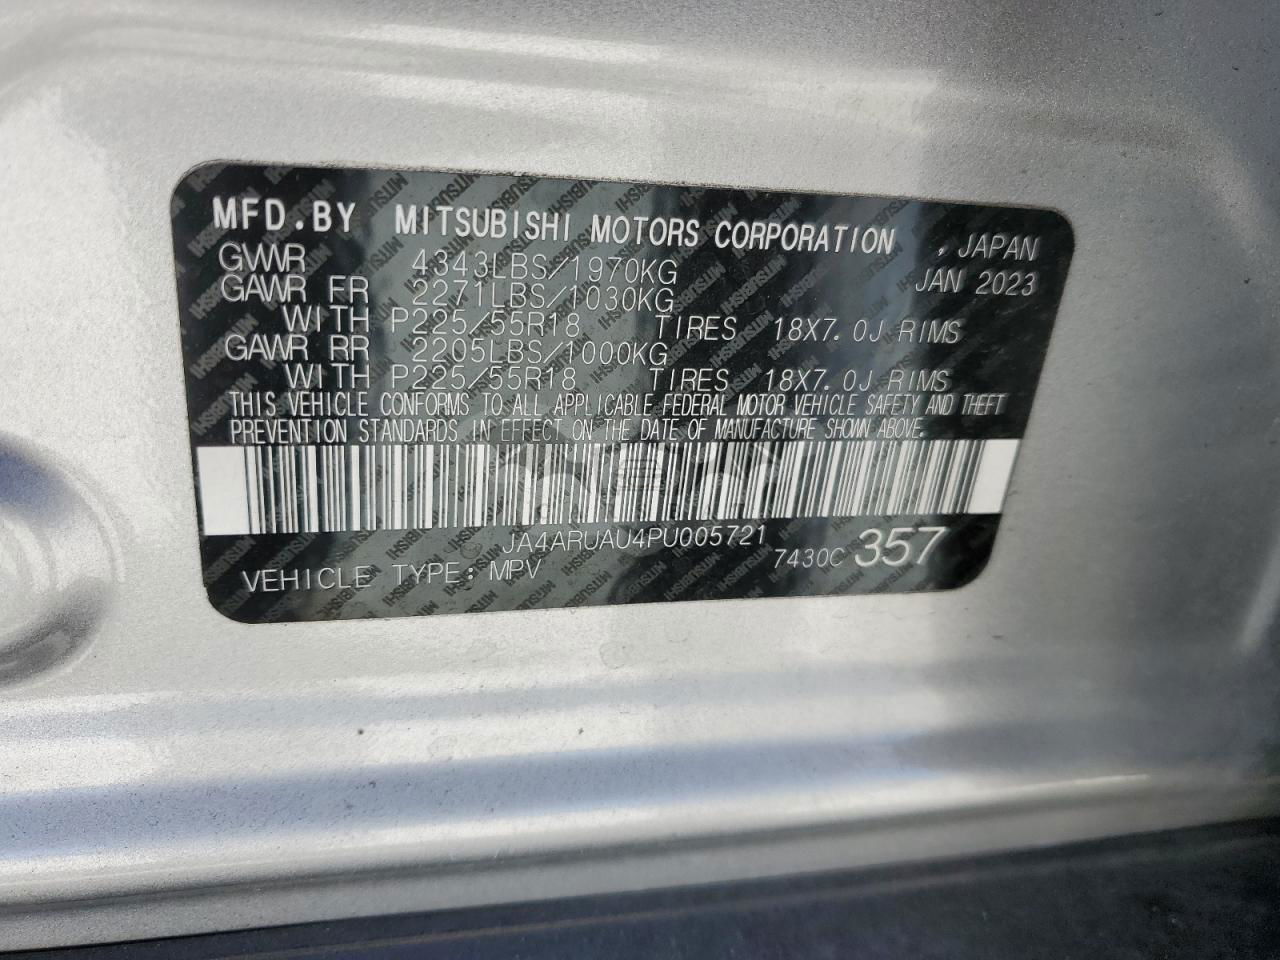 MFD.BY MITSUBISHI MOTORS CORPORATION , JAPAN
GVWR 4343LBS/1970KG JAN 2023
GAWR FR 2271LBS/1030KG
WITH P225/55R18 TIRES 18X7.0J RIMS
GAWR RR 2205LBS/1000KG
WITH P225/55R18 TIRES 18X7.0J RIMS
THIS VEHICLE CONFORMS TO ALL APPLICABLE FEDERAL MOTOR VEHICLE SAFETY AND THEFT
PREVENTION STANDARDS IN EFFECT ON THE DATE OF MANUFACTURE SHOWN ABOVE.
JA4ARUAU4PU005721
VEHICLE TYPE: MPV 7430C 357